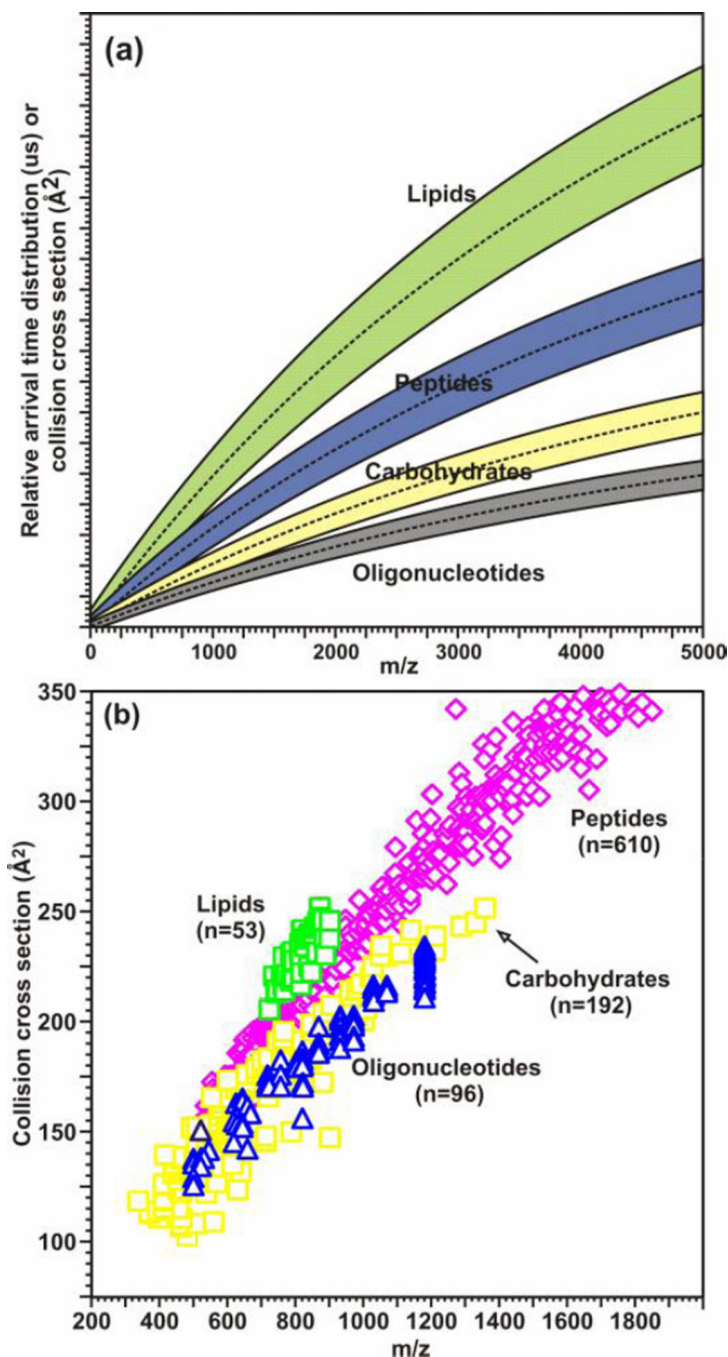 (a)
Relative arrival time distribution (us) or
collision cross section (Å²)
Lipids
Peptides
Carbohydrates
Oligonucleotides
0
1000
2000
3000
4000
5000
m/z
(b)
Collision cross section (Å²)
350
300
250
200
150
100
Peptides
(n=610)
Lipids
(n=53)
Carbohydrates
(n=192)
Oligonucleotides
(n=96)
200
400
600
800
1000
1200
1400
1600
1800
m/z